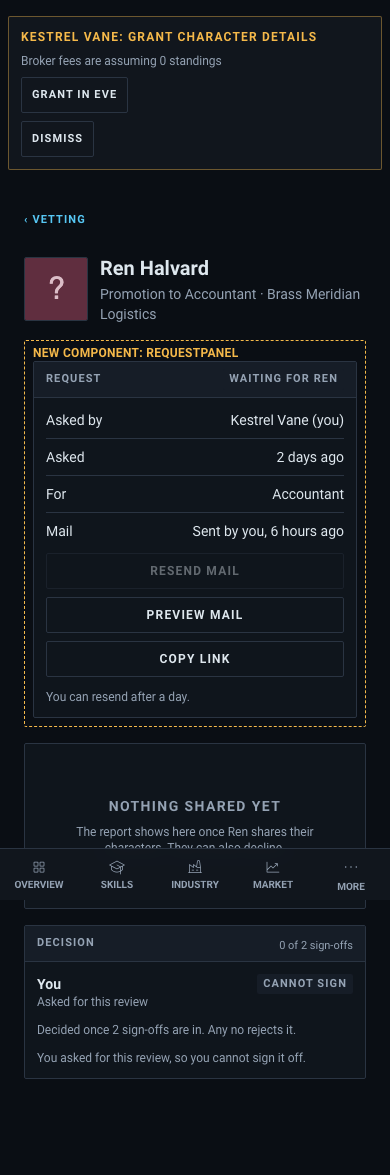 KESTREL VANE: GRANT CHARACTER DETAILS
Broker fees are assuming 0 standings
GRANT IN EVE
DISMISS
‹ VETTING
?
Ren Halvard
Promotion to Accountant · Brass Meridian
Logistics
NEW COMPONENT: REQUESTPANEL
REQUEST WAITING FOR REN
Asked by Kestrel Vane (you)
Asked 2 days ago
For Accountant
Mail Sent by you, 6 hours ago
RESEND MAIL
PREVIEW MAIL
COPY LINK
You can resend after a day.
NOTHING SHARED YET
The report shows here once Ren shares their
characters. They can also decline.
OVERVIEW SKILLS INDUSTRY MARKET MORE
DECISION 0 of 2 sign-offs
You CANNOT SIGN
Asked for this review
Decided once 2 sign-offs are in. Any no rejects it.
You asked for this review, so you cannot sign it off.